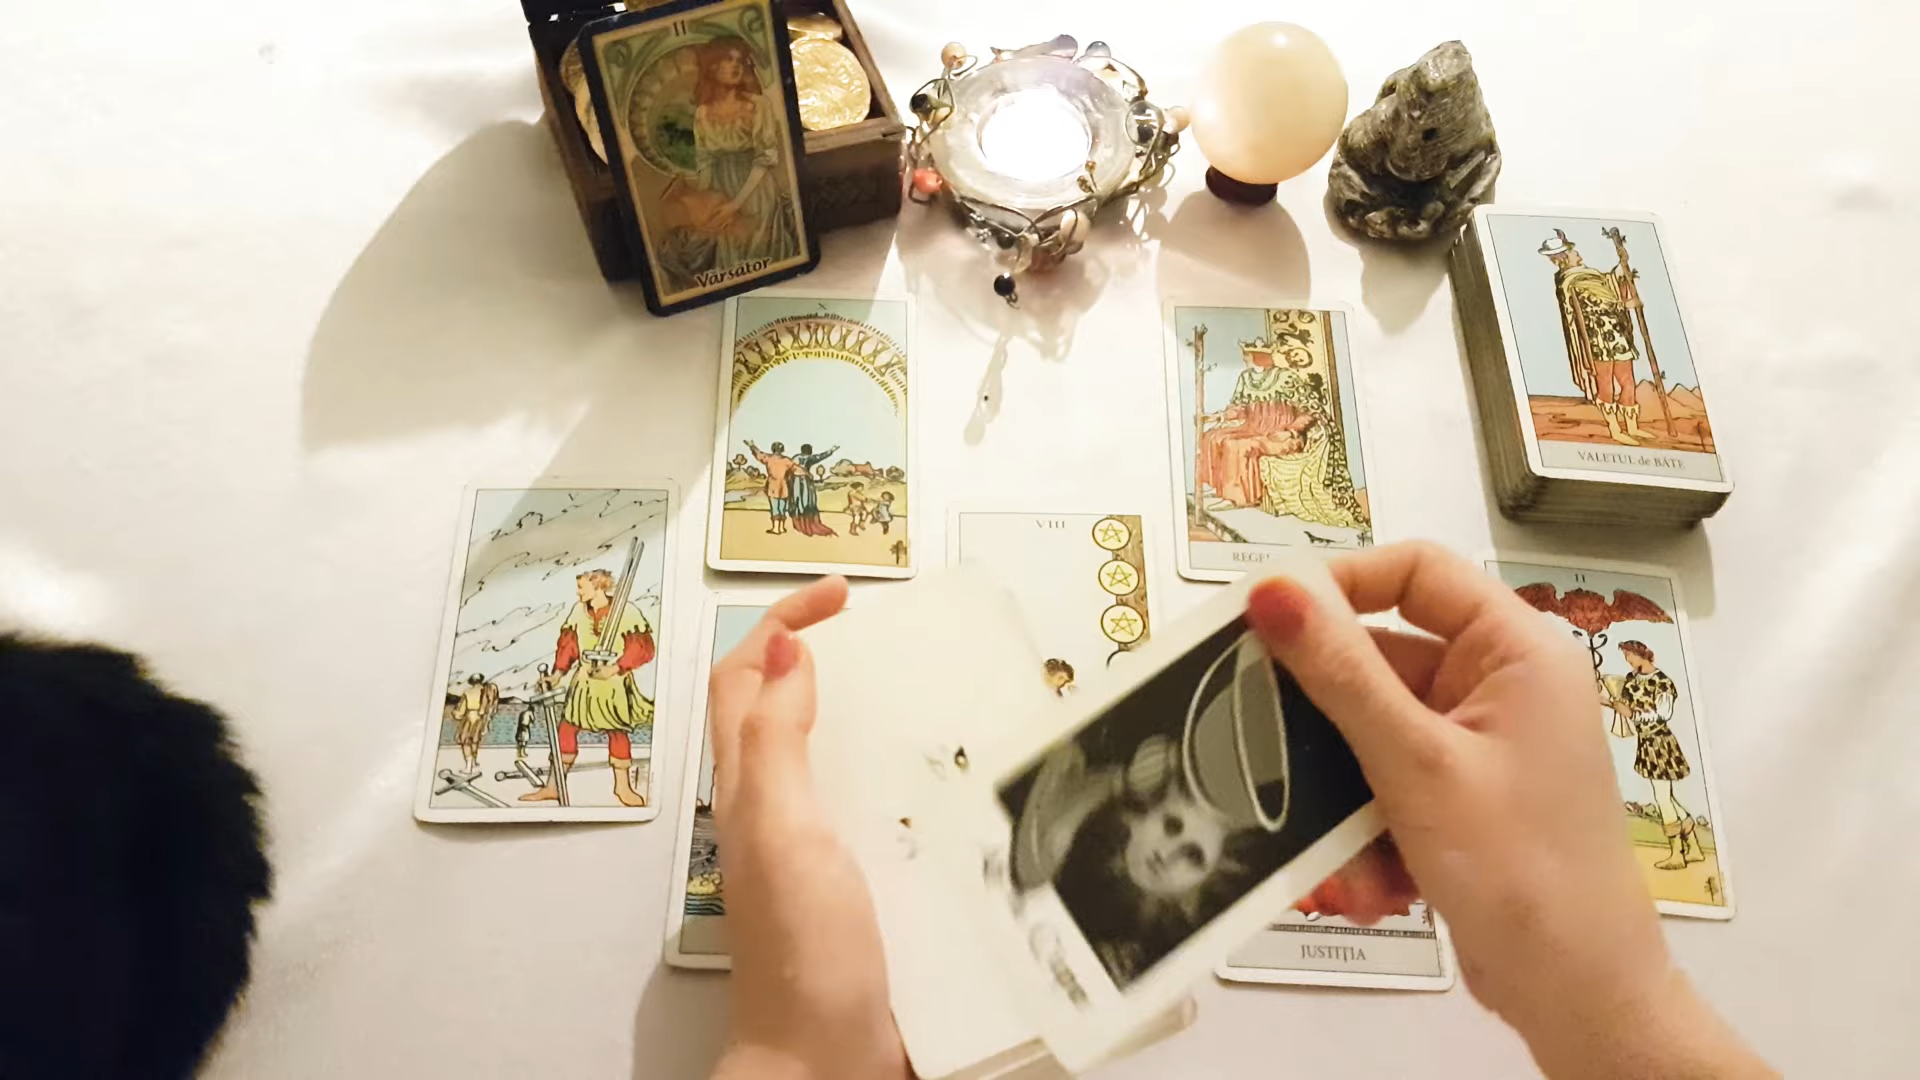 II
Vărsător
X
VALETUL de BÂTE
V
VIII
II
JUSTIȚIA